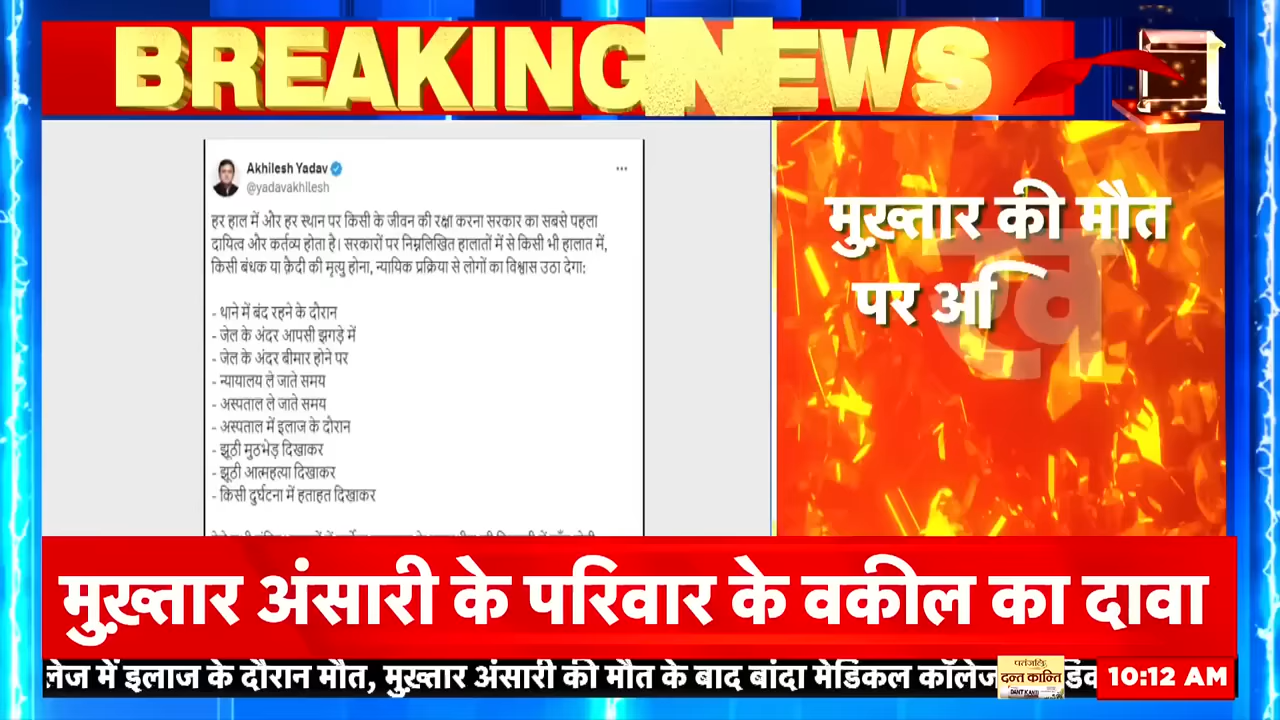 BREAKING NEWS
Akhilesh Yadav
@yadavakhilesh
हर हाल में और हर स्थान पर किसी के जीवन की रक्षा करना सरकार का सबसे पहला
दायित्व और कर्तव्य होता है। सरकारों पर निम्नलिखित हालातों में से किसी भी हालात में,
किसी बंधक या क़ैदी की मृत्यु होना, न्यायिक प्रक्रिया से लोगों का विश्वास उठा देगा:
- थाने में बंद रहने के दौरान
- जेल के अंदर आपसी झगड़े में
- जेल के अंदर बीमार होने पर
- न्यायालय ले जाते समय
- अस्पताल ले जाते समय
- अस्पताल में इलाज के दौरान
- झूठी मुठभेड़ दिखाकर
- झूठी आत्महत्या दिखाकर
- किसी दुर्घटना में हताहत दिखाकर
मुख़्तार की मौत
पर अि
मुख़्तार अंसारी के परिवार के वकील का दावा
लेज में इलाज के दौरान मौत, मुख़्तार अंसारी की मौत के बाद बांदा मेडिकल कॉलेज
पतंजलि
दन्त कान्ति
10:12 AM